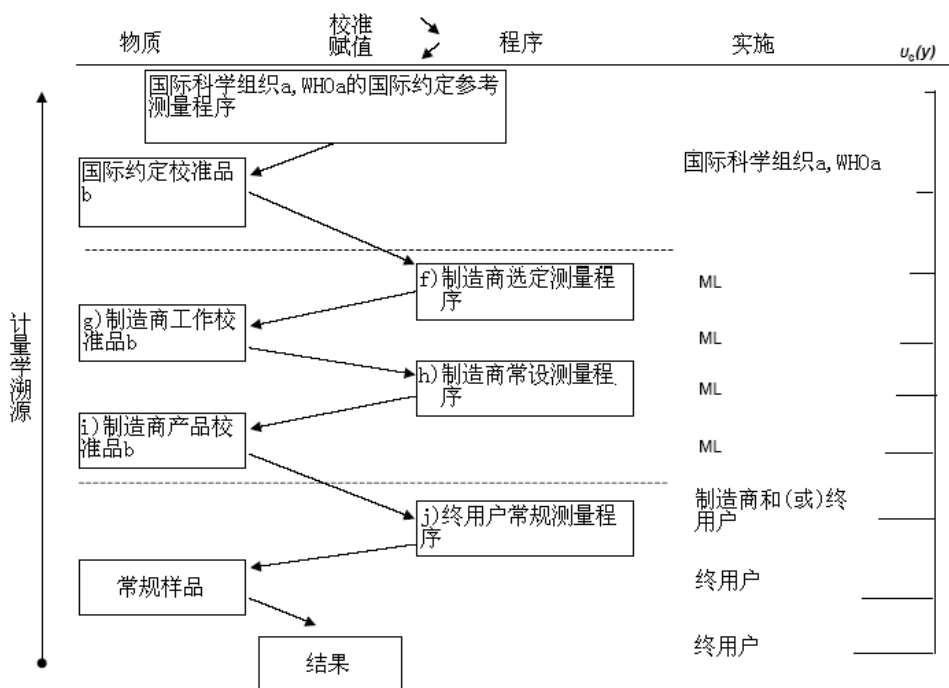 物质
校准
赋值
程序
实施
uc(y)
国际科学组织a,WHOa的国际约定参考
测量程序
国际约定校准品
b
国际科学组织a,WHOa
f)制造商选定测量程
序
ML
g)制造商工作校
准品b
ML
h)制造商常设测量程
序
ML
i)制造商产品校
准品b
ML
j)终用户常规测量程
序
制造商和(或)终
用户
常规样品
终用户
结果
终用户
计量学溯源